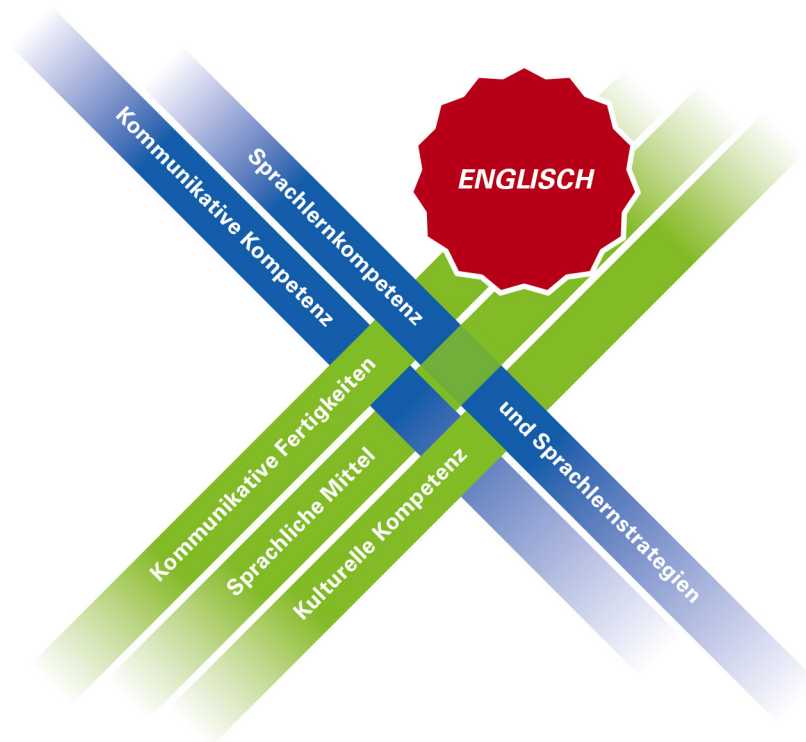 ENGLISCH
Kommunikative Kompetenz
Sprachlernkompetenz
und Sprachlernstrategien
Kommunikative Fertigkeiten
Sprachliche Mittel
Kulturelle Kompetenz